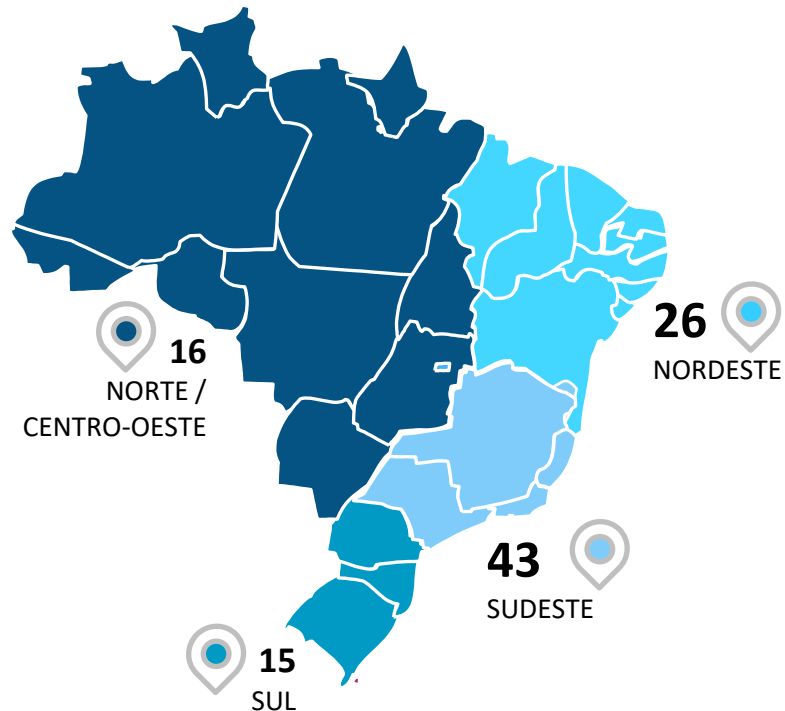 26
NORDESTE
16
NORTE /
CENTRO-OESTE
43
SUDESTE
15
SUL